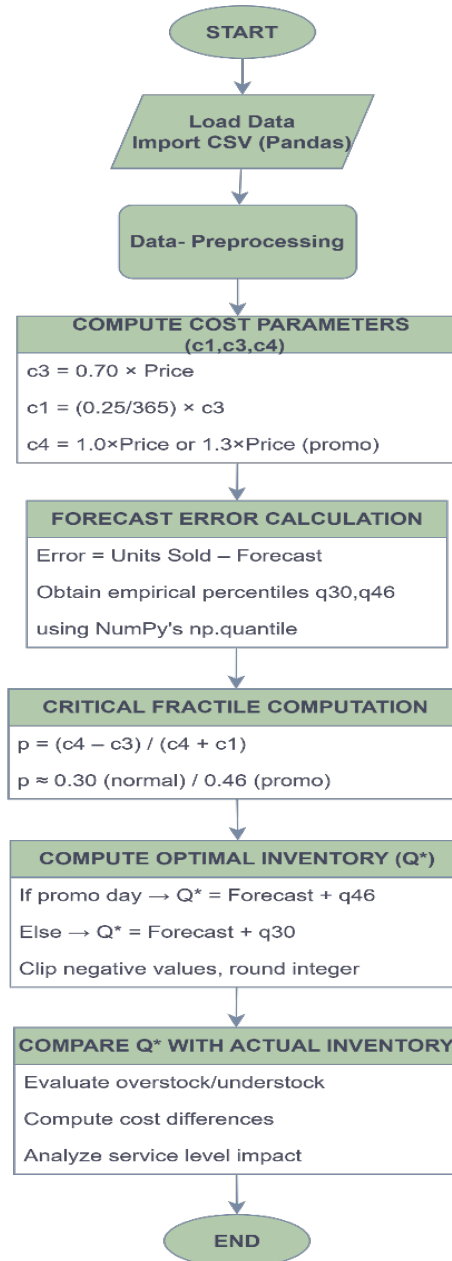 START
Load Data
Import CSV (Pandas)
Data- Preprocessing
COMPUTE COST PARAMETERS
(c1,c3,c4)
c3 = 0.70 × Price
c1 = (0.25/365) × c3
c4 = 1.0×Price or 1.3×Price (promo)
FORECAST ERROR CALCULATION
Error = Units Sold – Forecast
Obtain empirical percentiles q30,q46
using NumPy's np.quantile
CRITICAL FRACTILE COMPUTATION
p = (c4 – c3) / (c4 + c1)
p ≈ 0.30 (normal) / 0.46 (promo)
COMPUTE OPTIMAL INVENTORY (Q*)
If promo day → Q* = Forecast + q46
Else → Q* = Forecast + q30
Clip negative values, round integer
COMPARE Q* WITH ACTUAL INVENTORY
Evaluate overstock/understock
Compute cost differences
Analyze service level impact
END